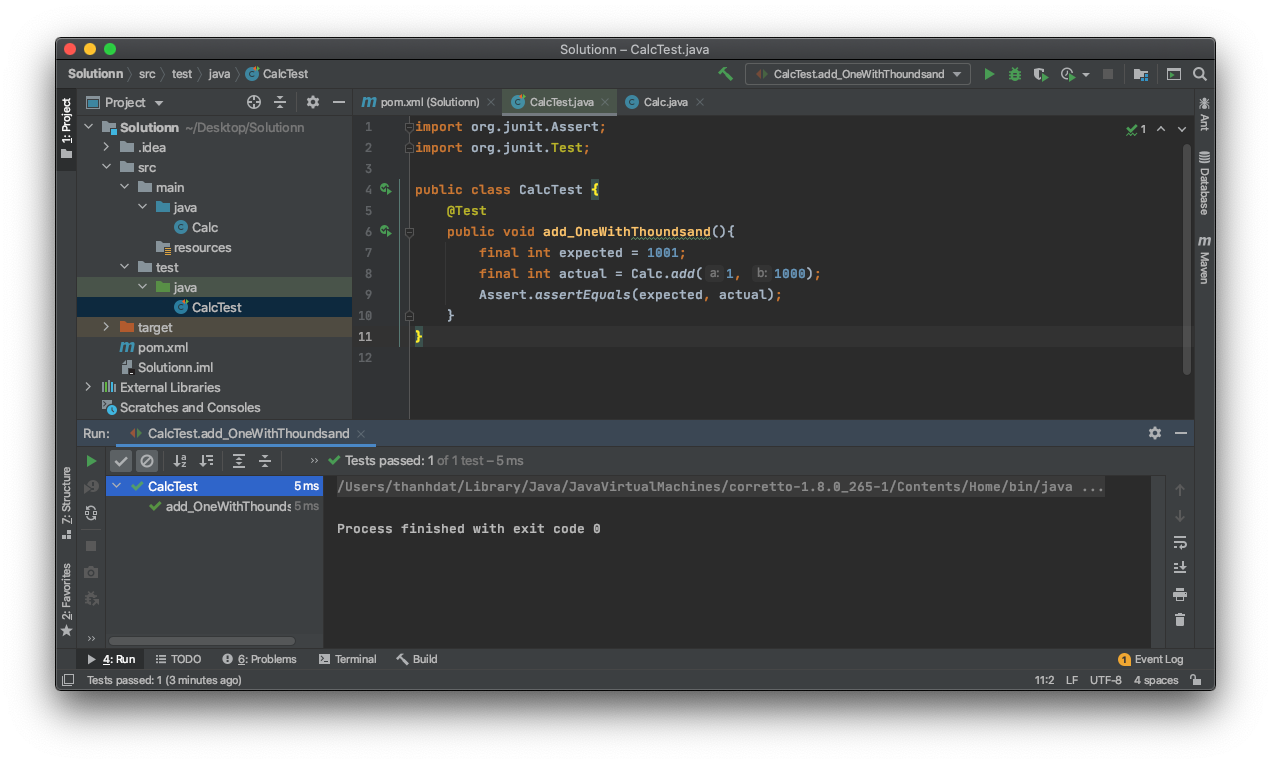 Solutionn – CalcTest.java
Solutionn src test java CalcTest
CalcTest.add_OneWithThoundsand
1: Project
Project
pom.xml (Solutionn) CalcTest.java Calc.java
Solutionn ~/Desktop/Solutionn
.idea
src
main
java
Calc
resources
test
java
CalcTest
target
pom.xml
Solutionn.iml
External Libraries
Scratches and Consoles
1 import org.junit.Assert;
2 import org.junit.Test;
3
4 public class CalcTest {
5 @Test
6 public void add_OneWithThoundsand(){
7 final int expected = 1001;
8 final int actual = Calc.add( a: 1, b: 1000);
9 Assert.assertEquals(expected, actual);
10 }
11 }
12
1
Ant
Database
m Maven
Run: CalcTest.add_OneWithThoundsand
Tests passed: 1 of 1 test – 5 ms
CalcTest 5 ms
add_OneWithThounds 5 ms
/Users/thanhdat/Library/Java/JavaVirtualMachines/corretto-1.8.0_265-1/Contents/Home/bin/java ...
Process finished with exit code 0
Z: Structure
2: Favorites
4: Run TODO 6: Problems Terminal Build 1 Event Log
Tests passed: 1 (3 minutes ago) 11:2 LF UTF-8 4 spaces